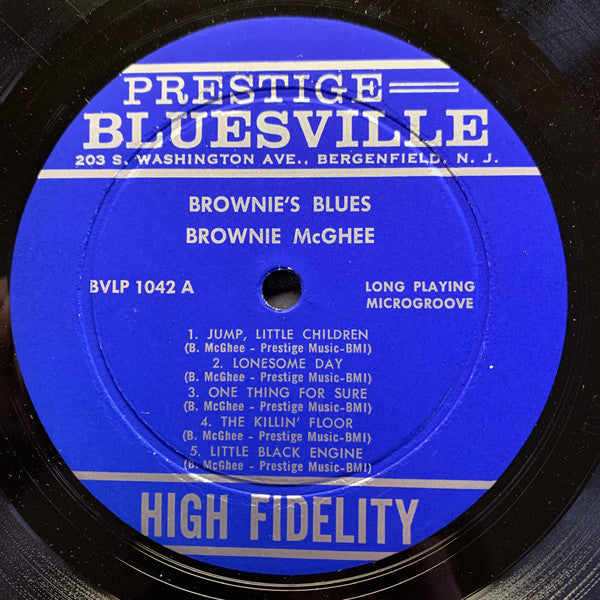 PRESTIGE
BLUESVILLE
203 S. WASHINGTON AVE., BERGENFIELD, N. J.
BROWNIE'S BLUES
BROWNIE McGHEE
BVLP 1042 A
LONG PLAYING
MICROGROOVE
1. JUMP, LITTLE CHILDREN
(B. McGhee - Prestige Music-BMI)
2. LONESOME DAY
(B. McGhee - Prestige Music-BMI)
3. ONE THING FOR SURE
(B. McGhee - Prestige Music-BMI)
4. THE KILLIN' FLOOR
(B. McGhee - Prestige Music-BMI)
5. LITTLE BLACK ENGINE
(B. McGhee - Prestige Music-BMI)
HIGH FIDELITY